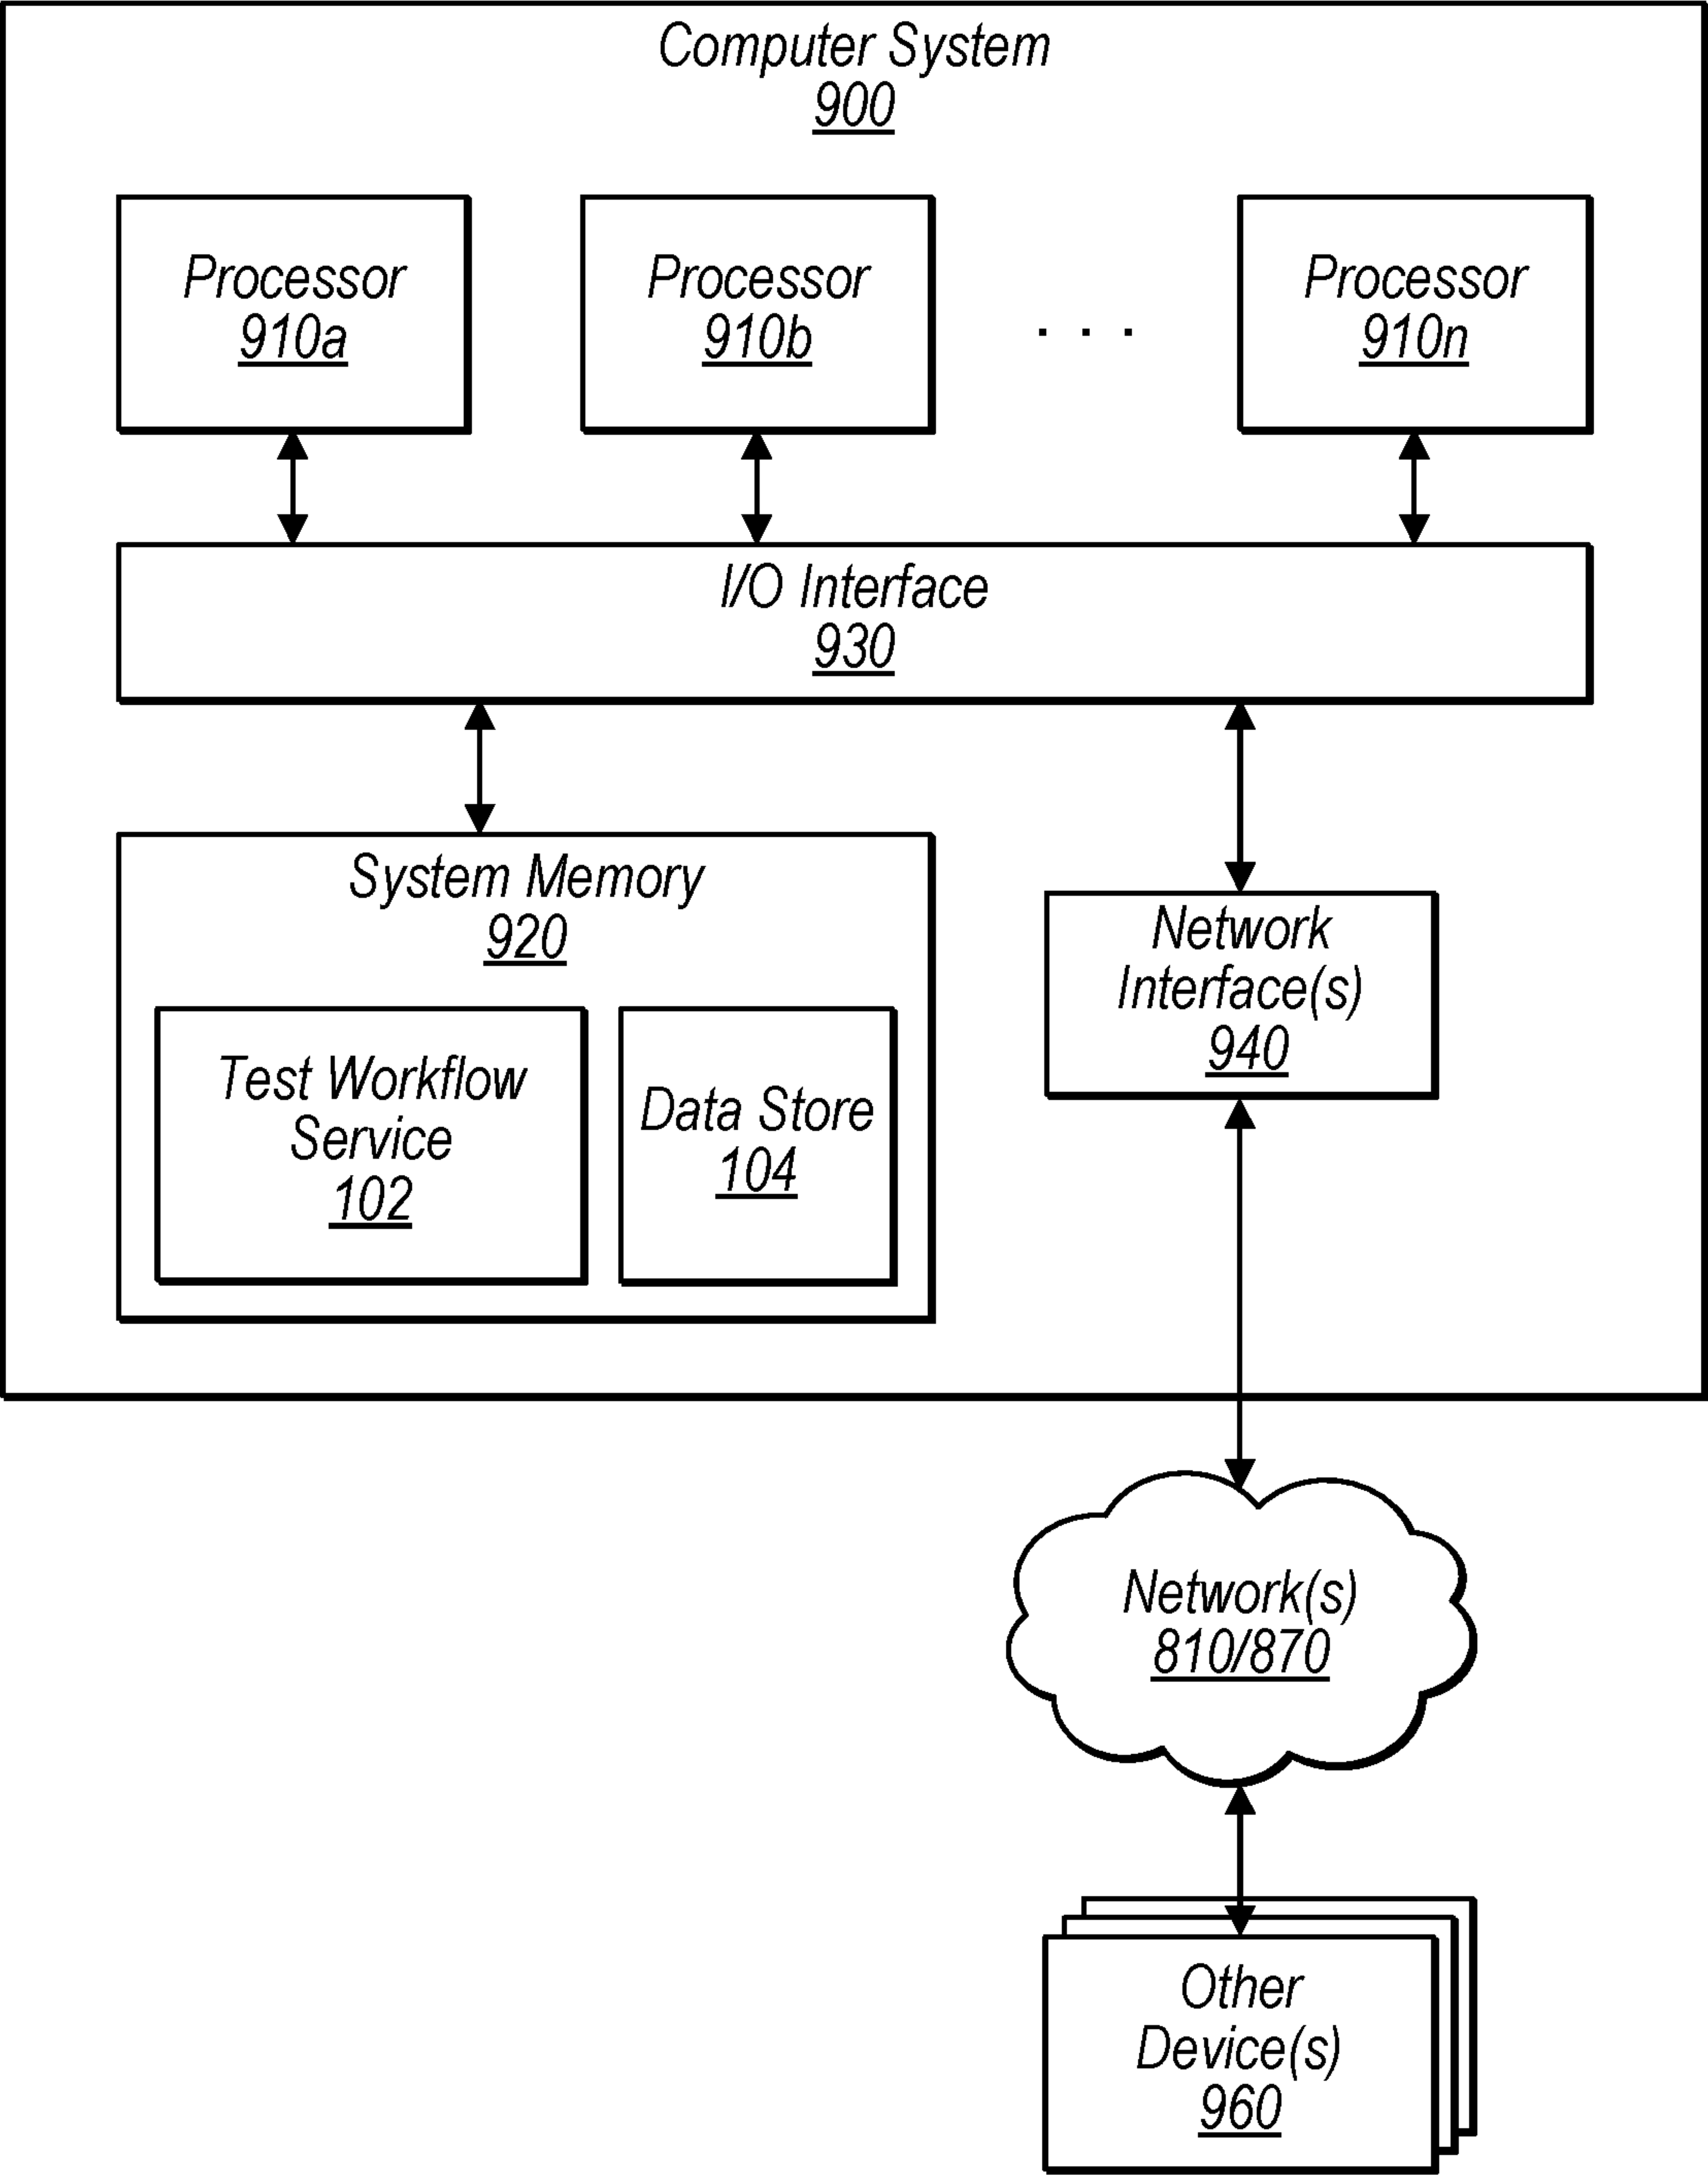 Computer System
900
Processor
910a
Processor
910b
. . .
Processor
910n
I/O Interface
930
System Memory
920
Test Workflow
Service
102
Data Store
104
Network
Interface(s)
940
Network(s)
810/870
Other
Device(s)
960